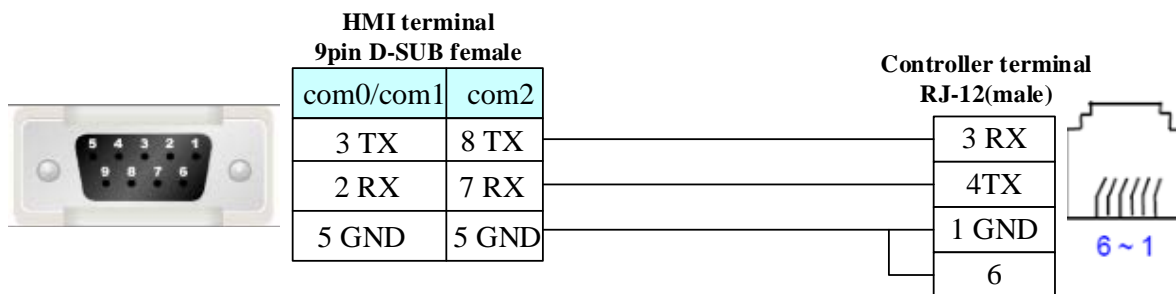 HMI terminal
9pin D-SUB female
com0/com1 com2
3 TX 8 TX
2 RX 7 RX
5 GND 5 GND
5 4 3 2 1
9 8 7 6
Controller terminal
RJ-12(male)
3 RX
4TX
1 GND
6
6 ~ 1